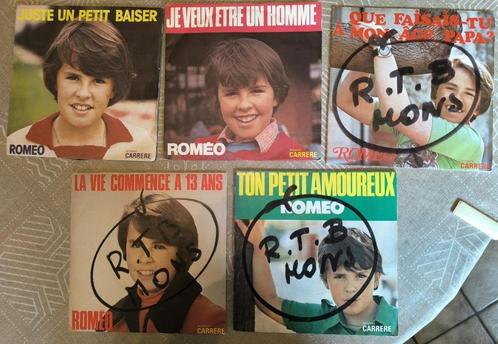 JUSTE UN PETIT BAISER
ROMEO
CARRERE
JE VEUX ETRE UN HOMME
ROMÉO
CARRERE
QUE FAISAIS-TU
A MON ÂGE PAPA?
R.T.B
MONS
ROMEO
CARRERE
LA VIE COMMENCE A 13 ANS
R.T.B
MONS
ROMEO
CARRERE
TON PETIT AMOUREUX
ROMEO
R.T.B
MONS
CARRERE